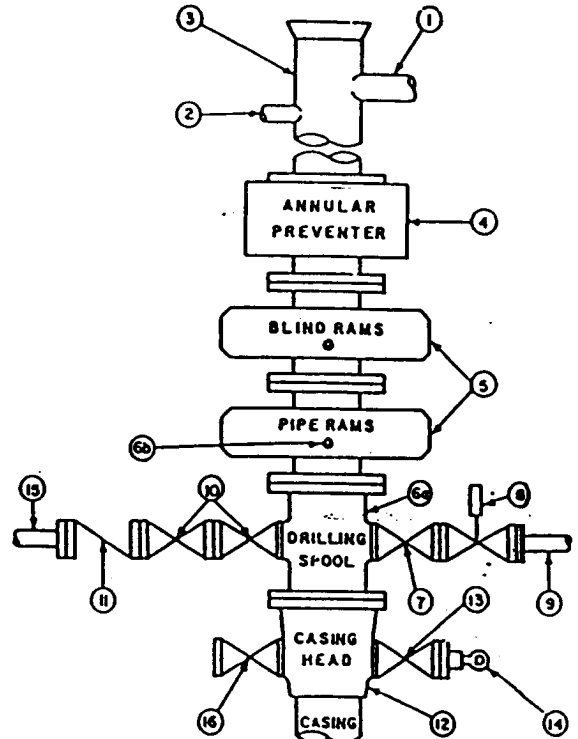 3
1
2
ANNULAR
PREVENTER
4
BLIND RAMS
5
PIPE RAMS
6b
15
10
6a
8
DRILLING
SPOOL
11
7
9
13
CASING
HEAD
16
12
14
CASING